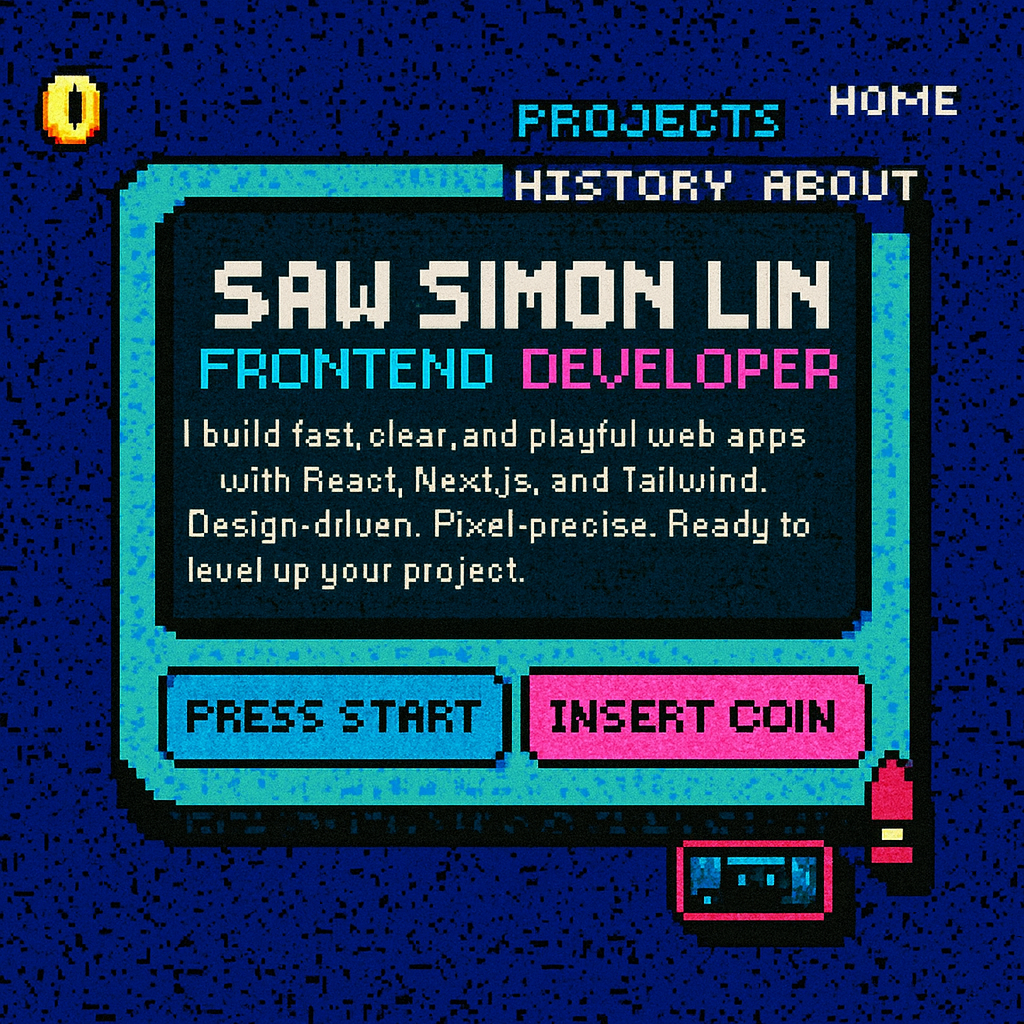 PROJECTS
HOME
HISTORY ABOUT
SAW SIMON LIN
FRONTEND DEVELOPER
I build fast, clear, and playful web apps
with React, Next.js, and Tailwind.
Design-drluen. Pixel-precise. Ready to
level up your project.
PRESS START
INSERT COIN